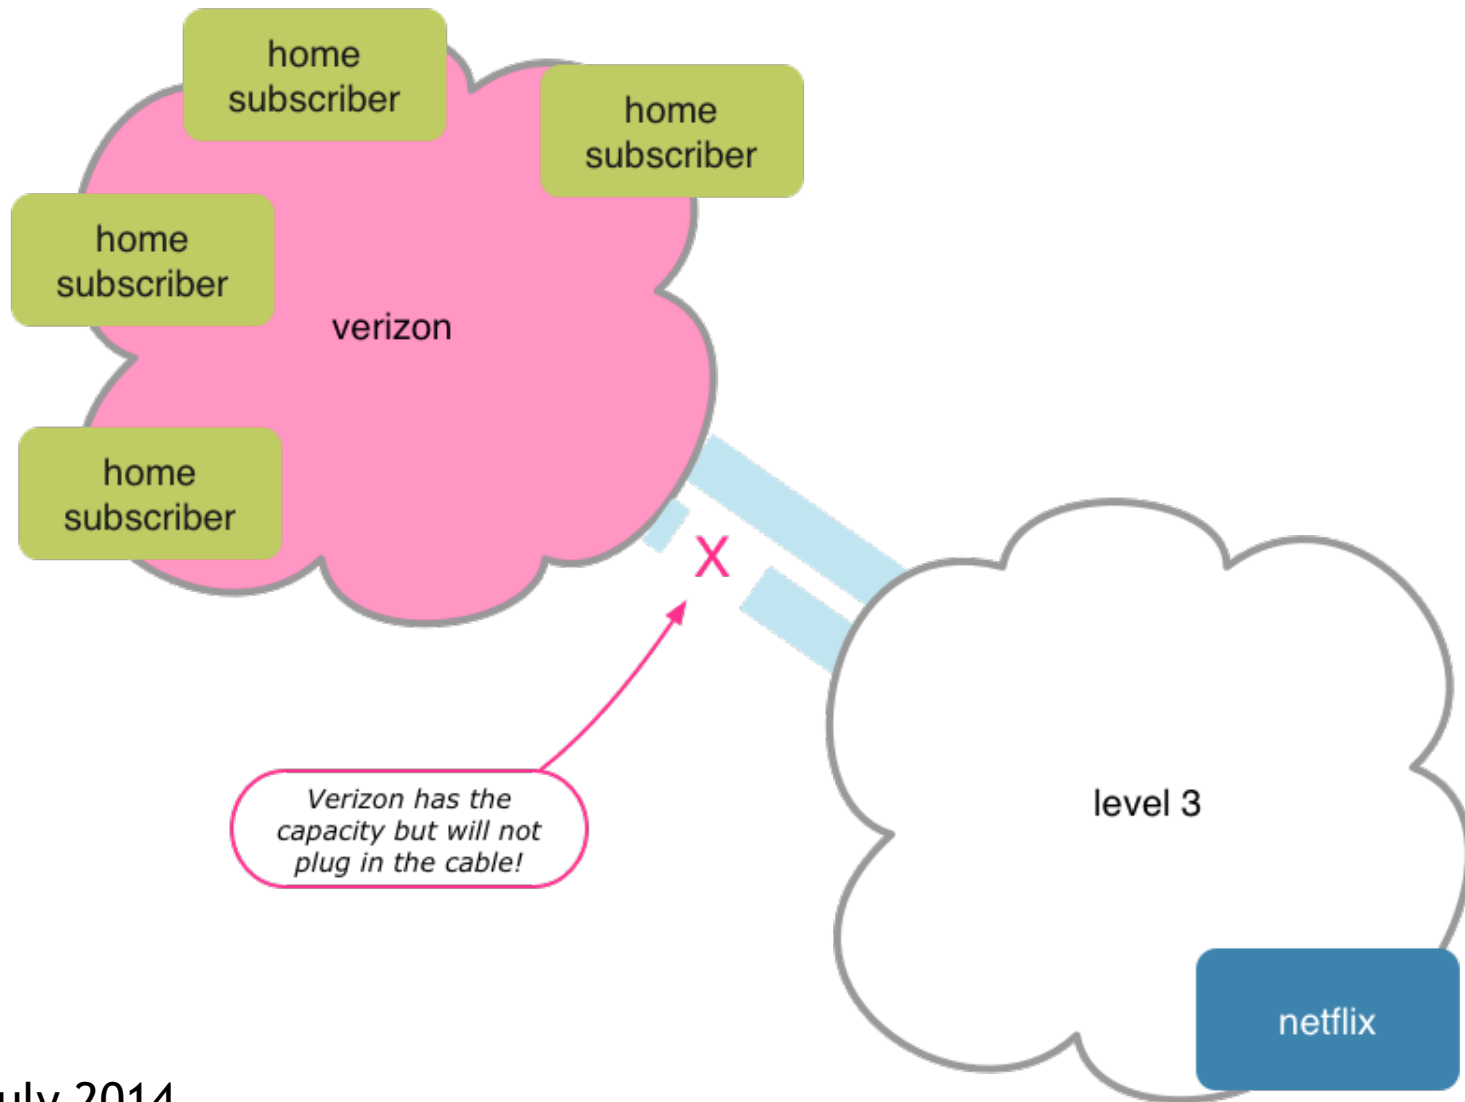 home
subscriber
home
subscriber
home
subscriber
verizon
home
subscriber
X
Verizon has the
capacity but will not
plug in the cable!
level 3
netflix
2014